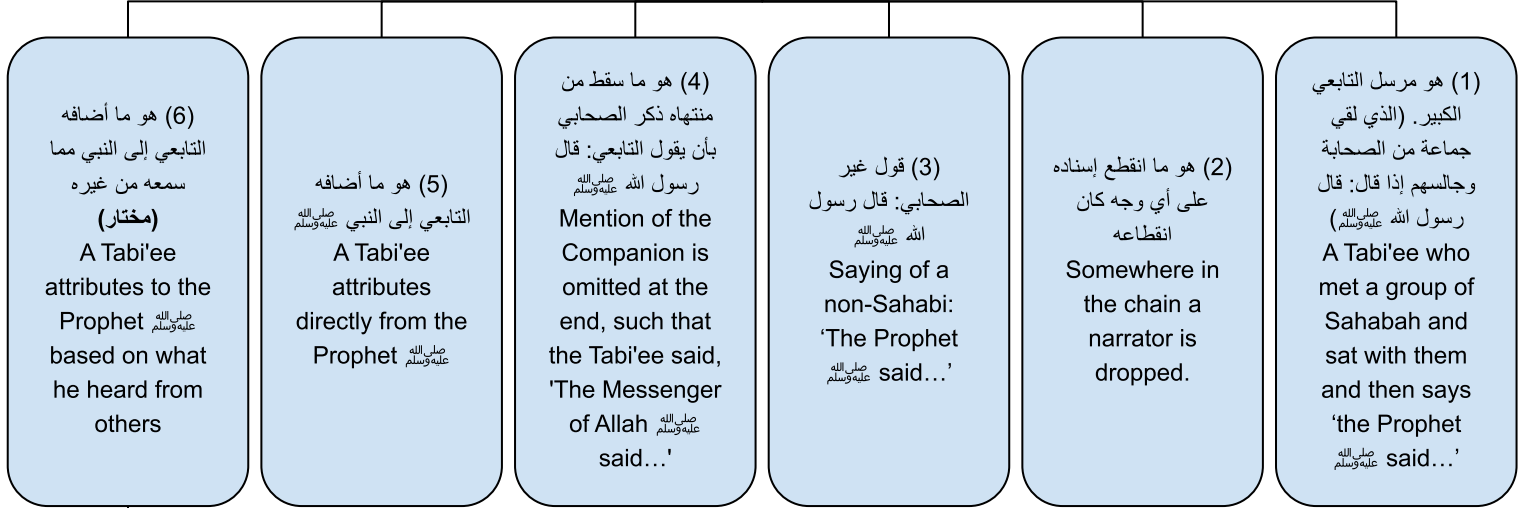 (1) هو مرسل التابعي
الكبير. (الذي لقي
جماعة من الصحابة
وجالسهم إذا قال: قال
رسول الله ﷺ)
A Tabi'ee who
met a group of
Sahabah and
sat with them
and then says
‘the Prophet
ﷺ said…’
(2) هو ما انقطع إسناده
على أي وجه كان
انقطاعه
Somewhere in
the chain a
narrator is
dropped.
(3) قول غير
الصحابي: قال رسول
الله ﷺ
Saying of a
non-Sahabi:
‘The Prophet
ﷺ said…’
(4) هو ما سقط من
منتهاه ذكر الصحابي
بأن يقول التابعي: قال
رسول الله ﷺ
Mention of the
Companion is
omitted at the
end, such that
the Tabi'ee said,
'The Messenger
of Allah ﷺ
said…'
(5) هو ما أضافه
التابعي إلى النبي ﷺ
A Tabi'ee
attributes
directly from the
Prophet ﷺ
(6) هو ما أضافه
التابعي إلى النبي مما
سمعه من غيره
(مختار)
A Tabi'ee
attributes to the
Prophet ﷺ
based on what
he heard from
others